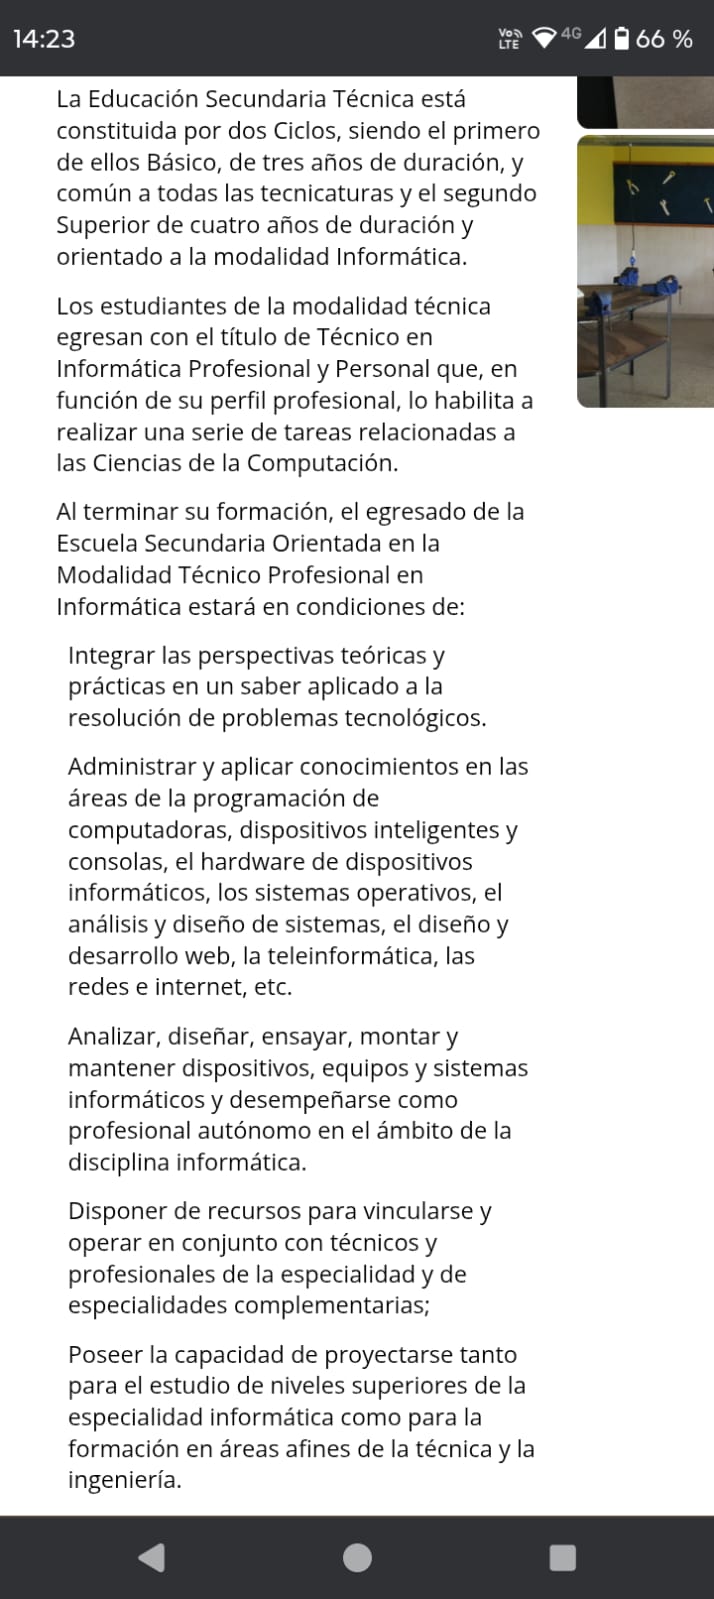 14:23
Vo LTE 4G 66 %
La Educación Secundaria Técnica está
constituida por dos Ciclos, siendo el primero
de ellos Básico, de tres años de duración, y
común a todas las tecnicaturas y el segundo
Superior de cuatro años de duración y
orientado a la modalidad Informática.
Los estudiantes de la modalidad técnica
egresan con el título de Técnico en
Informática Profesional y Personal que, en
función de su perfil profesional, lo habilita a
realizar una serie de tareas relacionadas a
las Ciencias de la Computación.
Al terminar su formación, el egresado de la
Escuela Secundaria Orientada en la
Modalidad Técnico Profesional en
Informática estará en condiciones de:
Integrar las perspectivas teóricas y
prácticas en un saber aplicado a la
resolución de problemas tecnológicos.
Administrar y aplicar conocimientos en las
áreas de la programación de
computadoras, dispositivos inteligentes y
consolas, el hardware de dispositivos
informáticos, los sistemas operativos, el
análisis y diseño de sistemas, el diseño y
desarrollo web, la teleinformática, las
redes e internet, etc.
Analizar, diseñar, ensayar, montar y
mantener dispositivos, equipos y sistemas
informáticos y desempeñarse como
profesional autónomo en el ámbito de la
disciplina informática.
Disponer de recursos para vincularse y
operar en conjunto con técnicos y
profesionales de la especialidad y de
especialidades complementarias;
Poseer la capacidad de proyectarse tanto
para el estudio de niveles superiores de la
especialidad informática como para la
formación en áreas afines de la técnica y la
ingeniería.